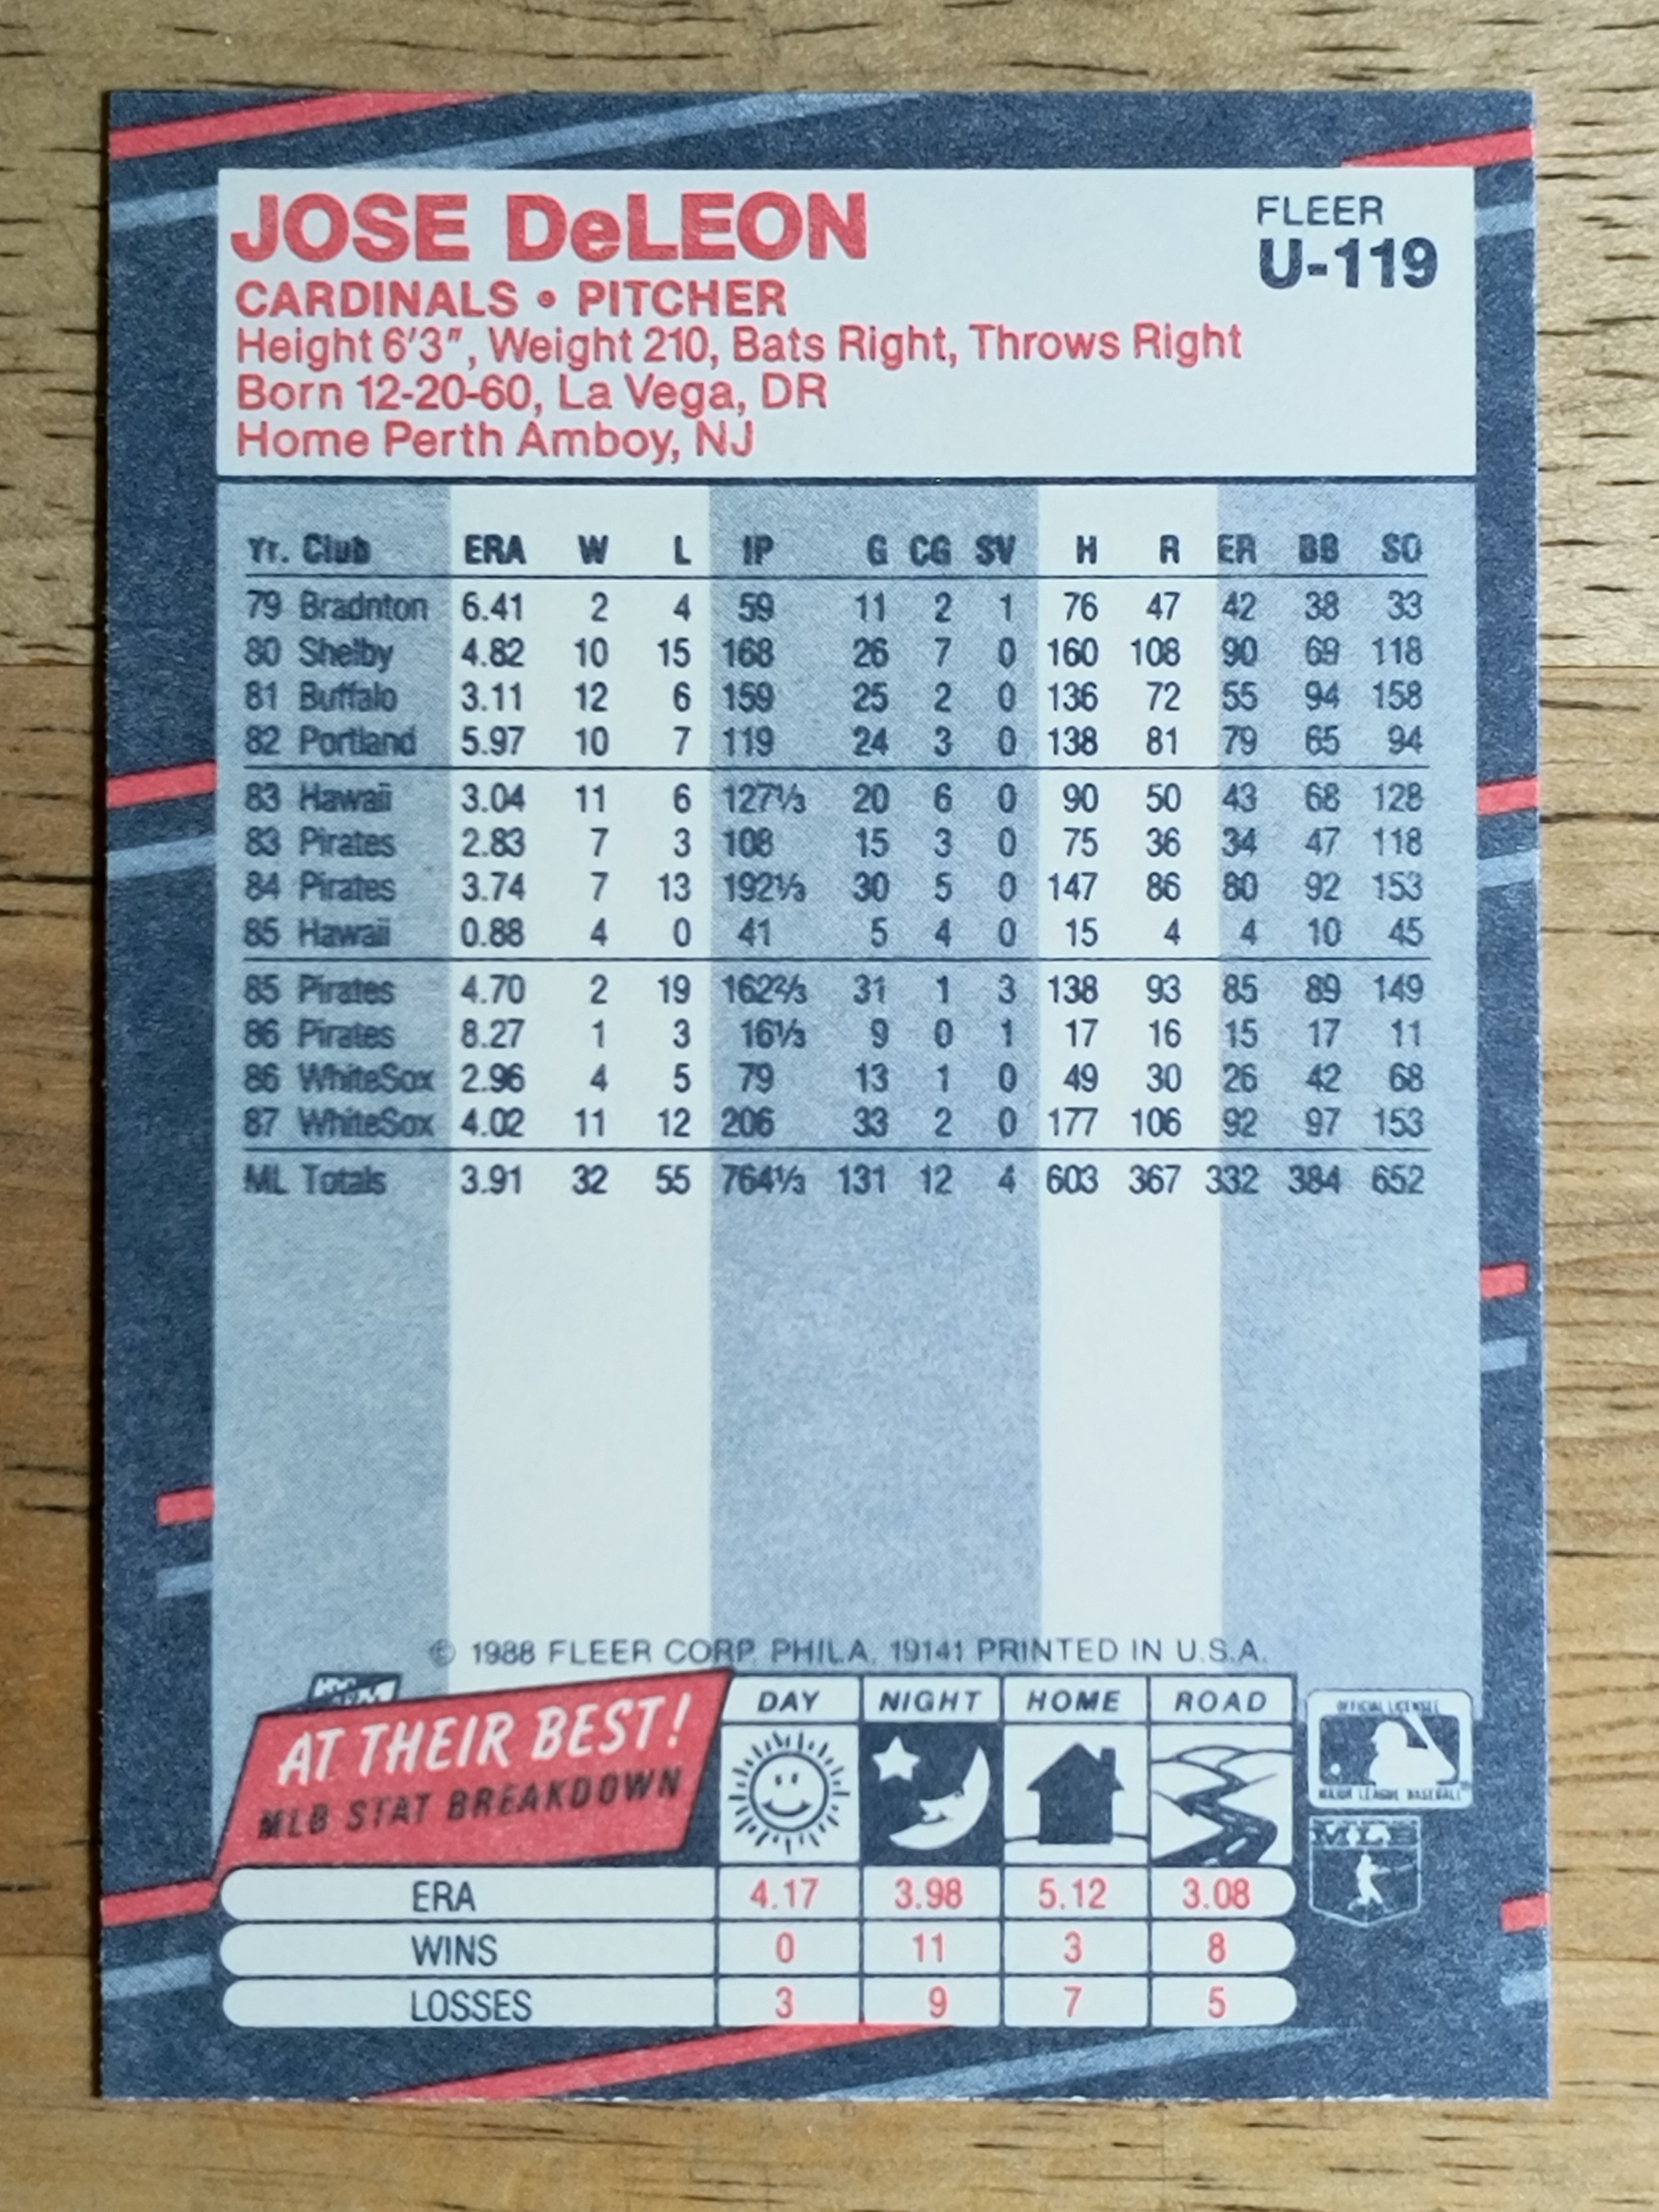 JOSE DeLEON
FLEER
U-119
CARDINALS • PITCHER
Height 6'3", Weight 210, Bats Right, Throws Right
Born 12-20-60, La Vega, DR
Home Perth Amboy, NJ
Yr. Club ERA W L IP G CG SV H R ER BB SO
79 Bradnton 6.41 2 4 59 11 2 1 76 47 42 38 33
80 Shelby 4.82 10 15 168 26 7 0 160 108 90 69 118
81 Buffalo 3.11 12 6 159 25 2 0 136 72 55 94 158
82 Portland 5.97 10 7 119 24 3 0 138 81 79 65 94
83 Hawaii 3.04 11 6 127⅓ 20 6 0 90 50 43 68 128
83 Pirates 2.83 7 3 108 15 3 0 75 36 34 47 118
84 Pirates 3.74 7 13 192⅓ 30 5 0 147 86 80 92 153
85 Hawaii 0.88 4 0 41 5 4 0 15 4 4 10 45
85 Pirates 4.70 2 19 162⅔ 31 1 3 138 93 85 89 149
86 Pirates 8.27 1 3 16⅓ 9 0 1 17 16 15 17 11
86 WhiteSox 2.96 4 5 79 13 1 0 49 30 26 42 68
87 WhiteSox 4.02 11 12 206 33 2 0 177 106 92 97 153
ML Totals 3.91 32 55 764⅓ 131 12 4 603 367 332 384 652
© 1988 FLEER CORP. PHILA. 19141 PRINTED IN U.S.A.
AT THEIR BEST!
MLB STAT BREAKDOWN
DAY NIGHT HOME ROAD
OFFICIAL LICENSEE
MAJOR LEAGUE BASEBALL
MLB
ERA 4.17 3.98 5.12 3.08
WINS 0 11 3 8
LOSSES 3 9 7 5